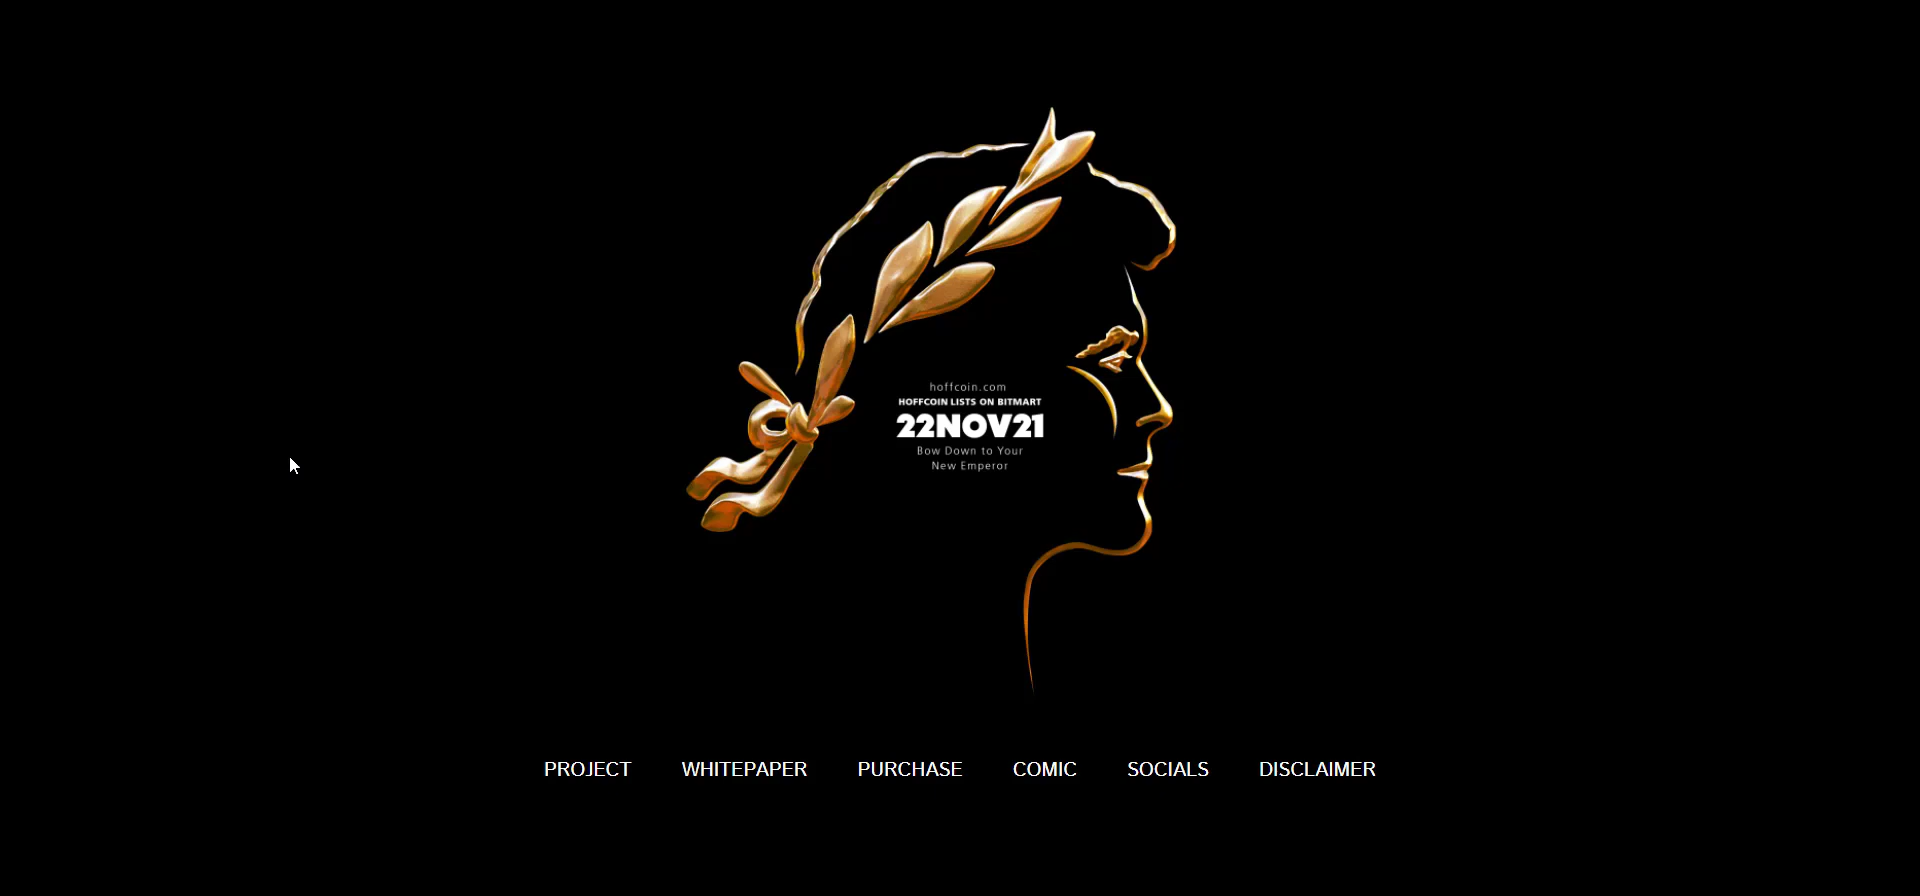 hoffcoin.com
HOFFCOIN LISTS ON BITMART
22NOV21
Bow Down to Your
New Emperor
PROJECT WHITEPAPER PURCHASE COMIC SOCIALS DISCLAIMER